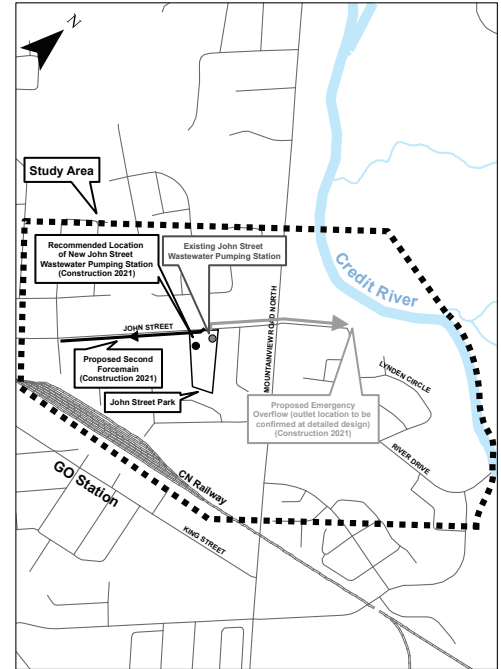 N
Study Area
Recommended Location
of New John Street
Wastewater Pumping Station
(Construction 2021)
Existing John Street
Wastewater Pumping Station
Credit River
JOHN STREET
MOUNTAINVIEW ROAD NORTH
Proposed Second
Forcemain
(Construction 2021)
LYNDEN CIRCLE
John Street Park
Proposed Emergency
Overflow (outlet location to be
confirmed at detailed design)
(Construction 2021)
RIVER DRIVE
CN Railway
GO Station
KING STREET